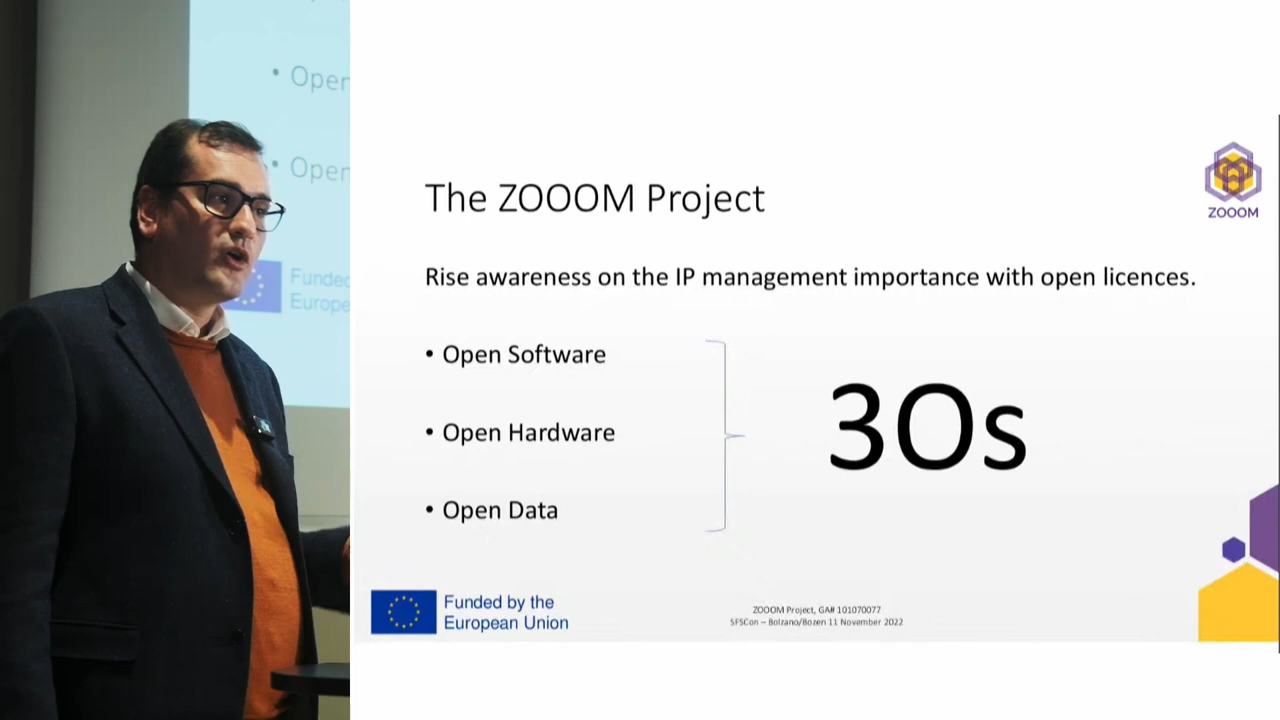 • Open
• Open
Funded
Europe
The ZOOOM Project
ZOOOM
Rise awareness on the IP management importance with open licences.
• Open Software
• Open Hardware
• Open Data
3Os
Funded by the
European Union
ZOOOM Project, GA# 101070077
SFSCon – Bolzano/Bozen 11 November 2022